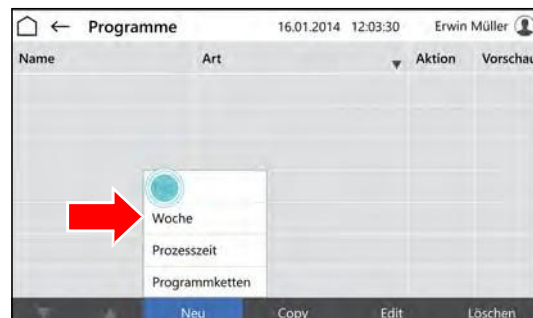 Programme 16.01.2014 12:03:30 Erwin Müller
Name Art Aktion Vorschau
Woche
Prozesszeit
Programmketten
Neu Copy Edit Löschen